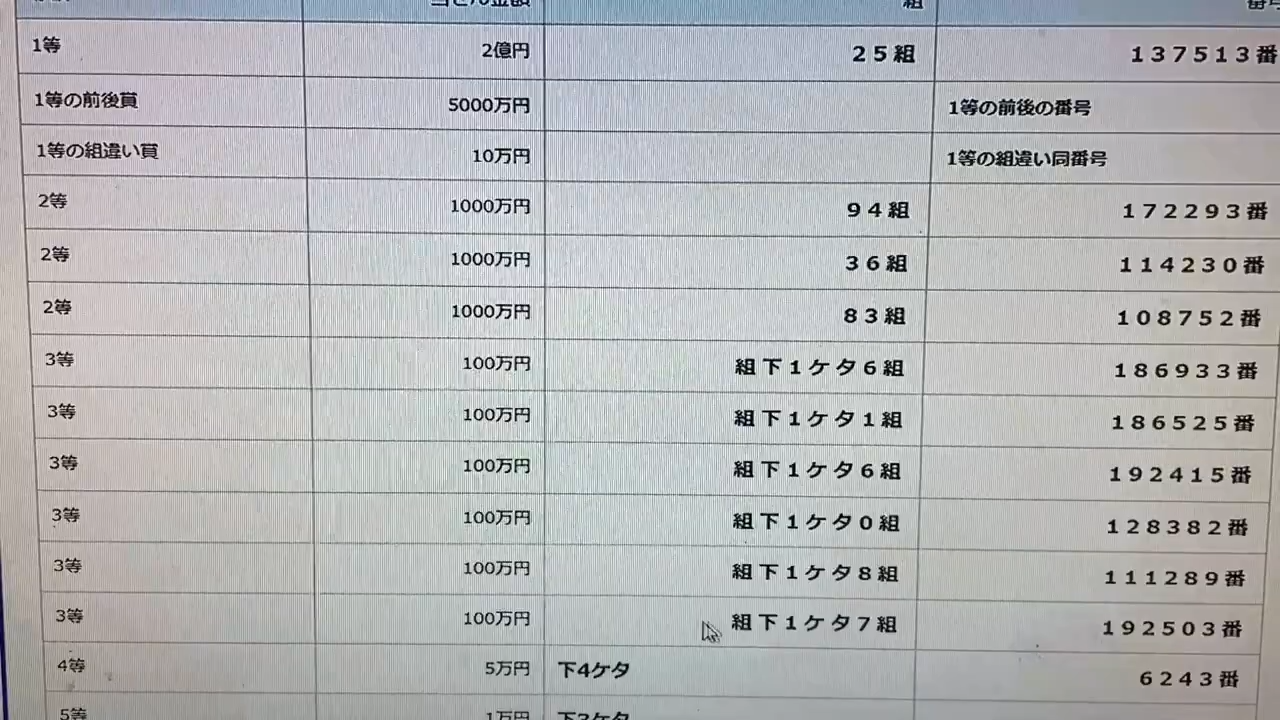 1等 2億円 25組 137513番
1等の前後賞 5000万円 1等の前後の番号
1等の組違い賞 10万円 1等の組違い同番号
2等 1000万円 94組 172293番
2等 1000万円 36組 114230番
2等 1000万円 83組 108752番
3等 100万円 組下1ケタ6組 186933番
3等 100万円 組下1ケタ1組 186525番
3等 100万円 組下1ケタ6組 192415番
3等 100万円 組下1ケタ0組 128382番
3等 100万円 組下1ケタ8組 111289番
3等 100万円 組下1ケタ7組 192503番
4等 5万円 下4ケタ 6243番
5等 1万円